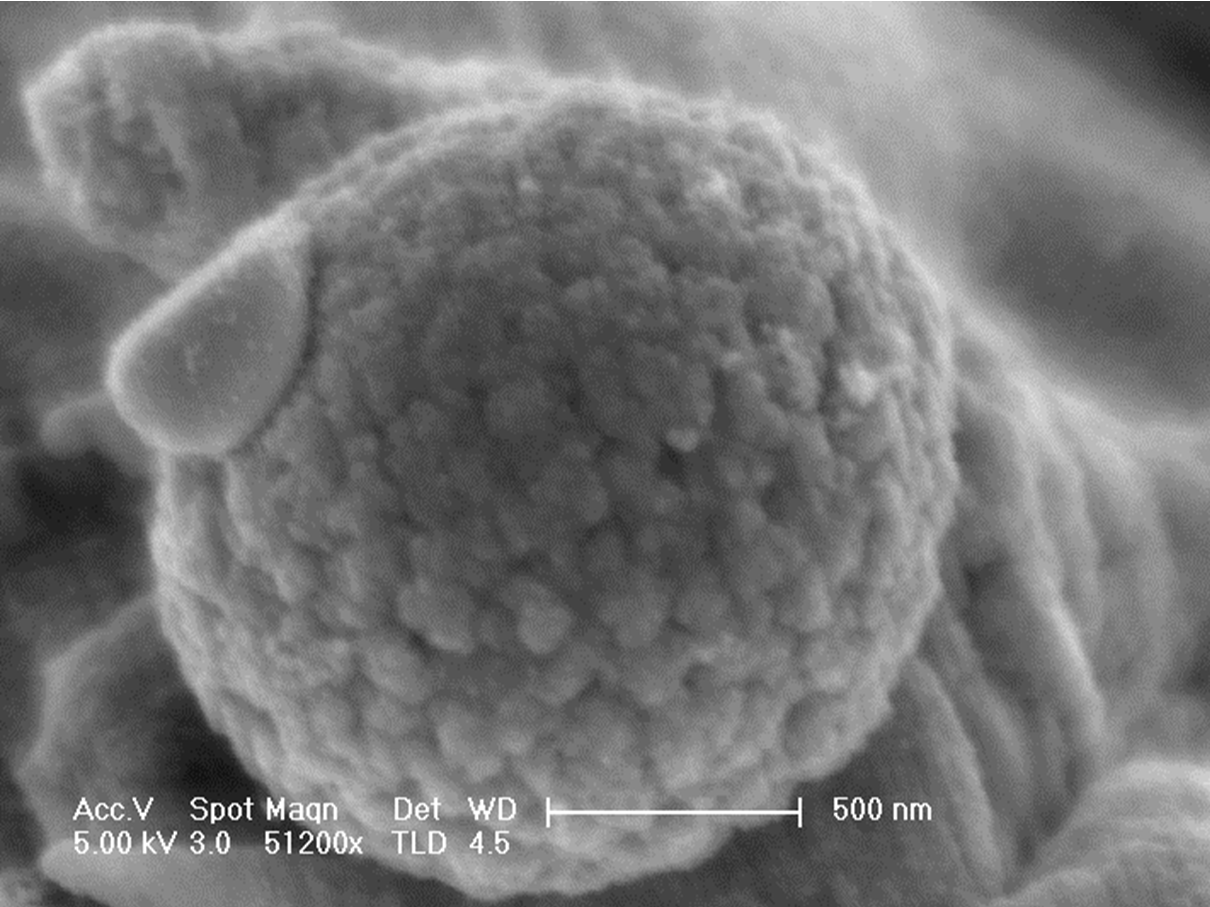 Acc.V Spot Magn Det WD 500 nm
5.00 kV 3.0 51200x TLD 4.5